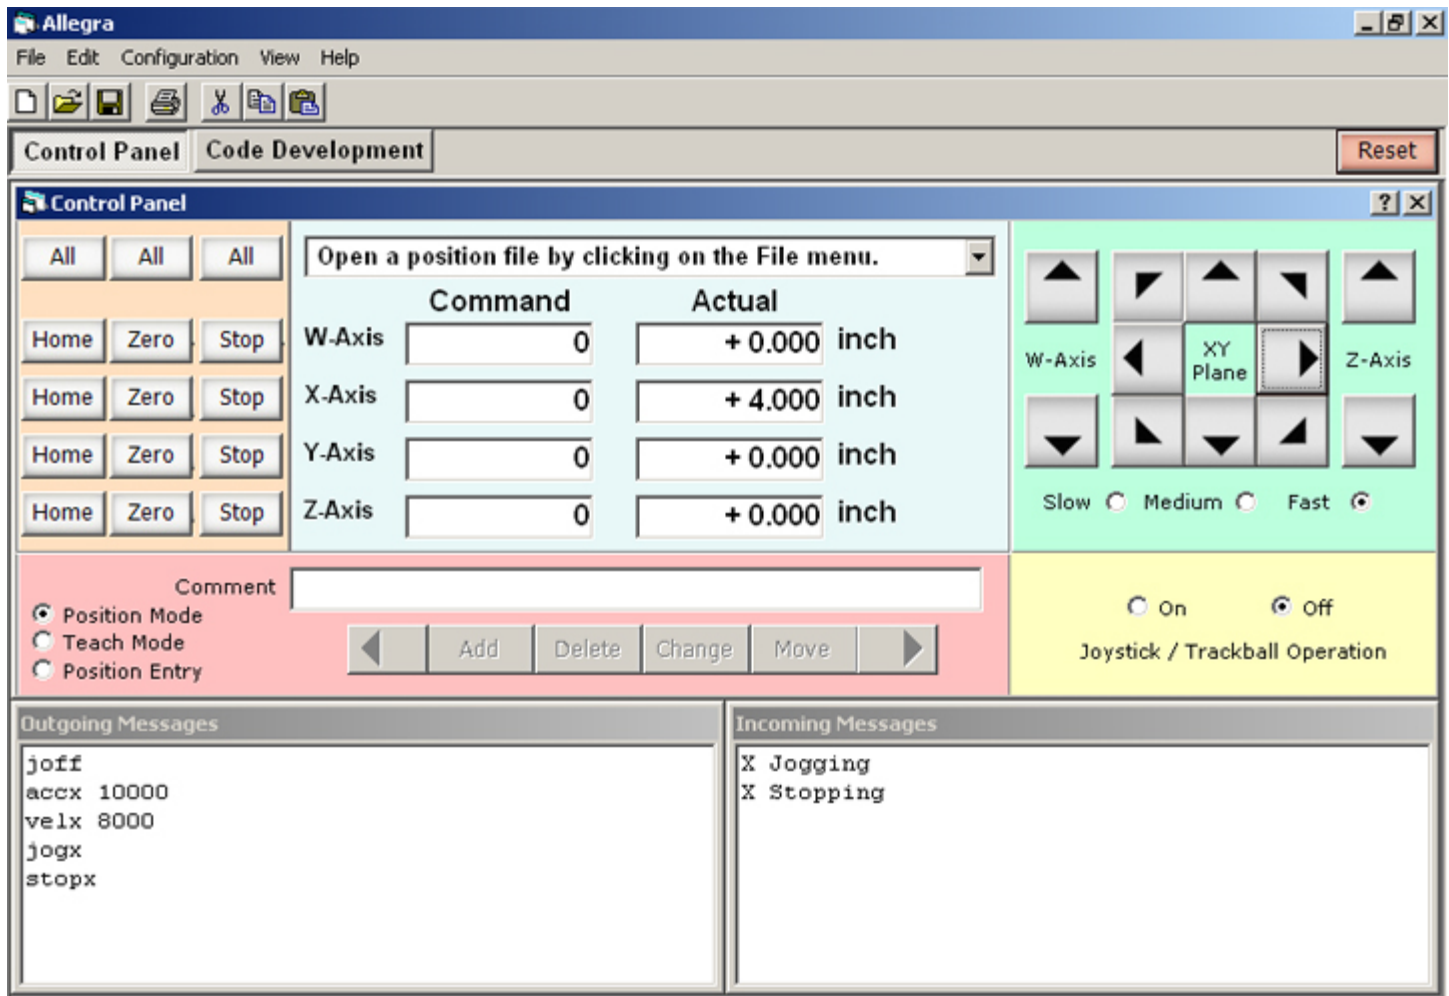 Allegra
File Edit Configuration View Help
Control Panel Code Development Reset
Control Panel
All All All
Open a position file by clicking on the File menu.
Command Actual
Home Zero Stop W-Axis 0 + 0.000 inch
Home Zero Stop X-Axis 0 + 4.000 inch
Home Zero Stop Y-Axis 0 + 0.000 inch
Home Zero Stop Z-Axis 0 + 0.000 inch
W-Axis XY Plane Z-Axis
Slow Medium Fast
Comment
Position Mode
Teach Mode
Position Entry
Add Delete Change Move
On Off
Joystick / Trackball Operation
Outgoing Messages
joff
accx 10000
velx 8000
jogx
stopx
Incoming Messages
X Jogging
X Stopping